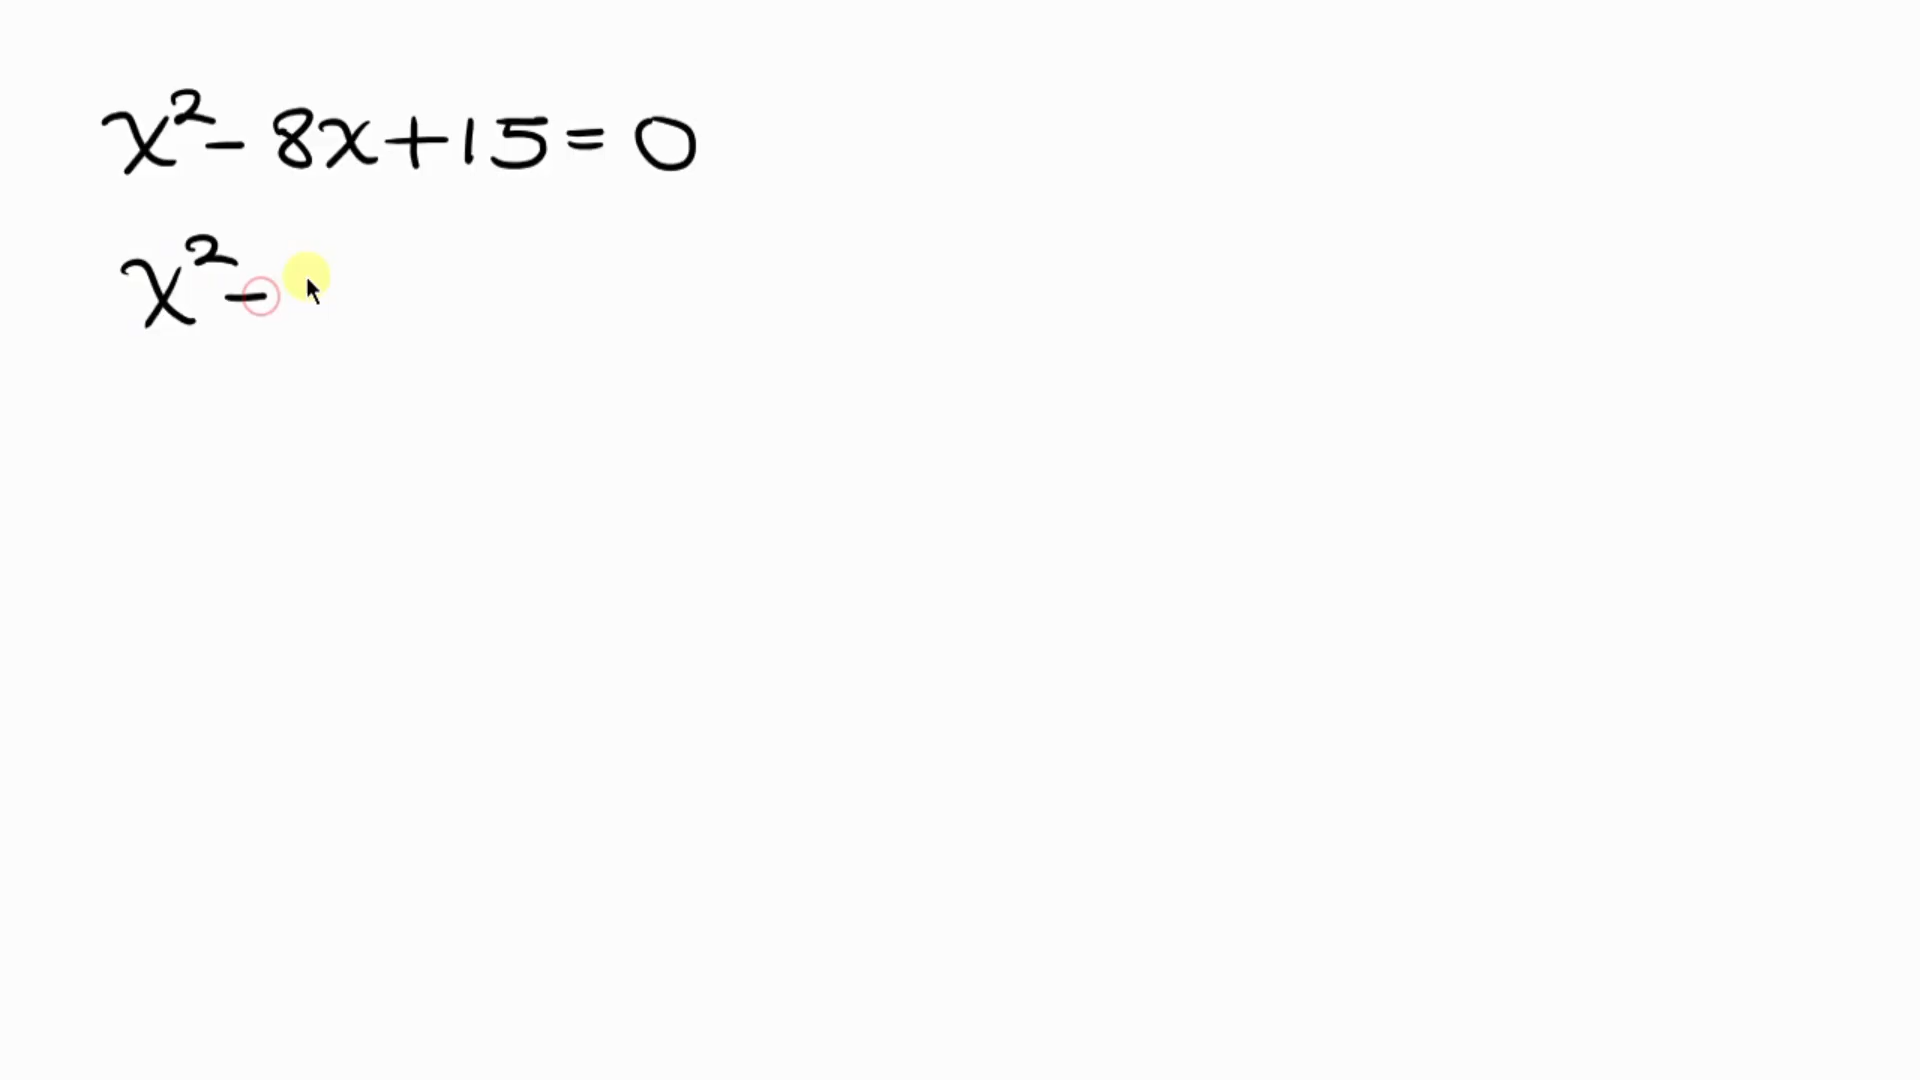 x² - 8x + 15 = 0
x² -